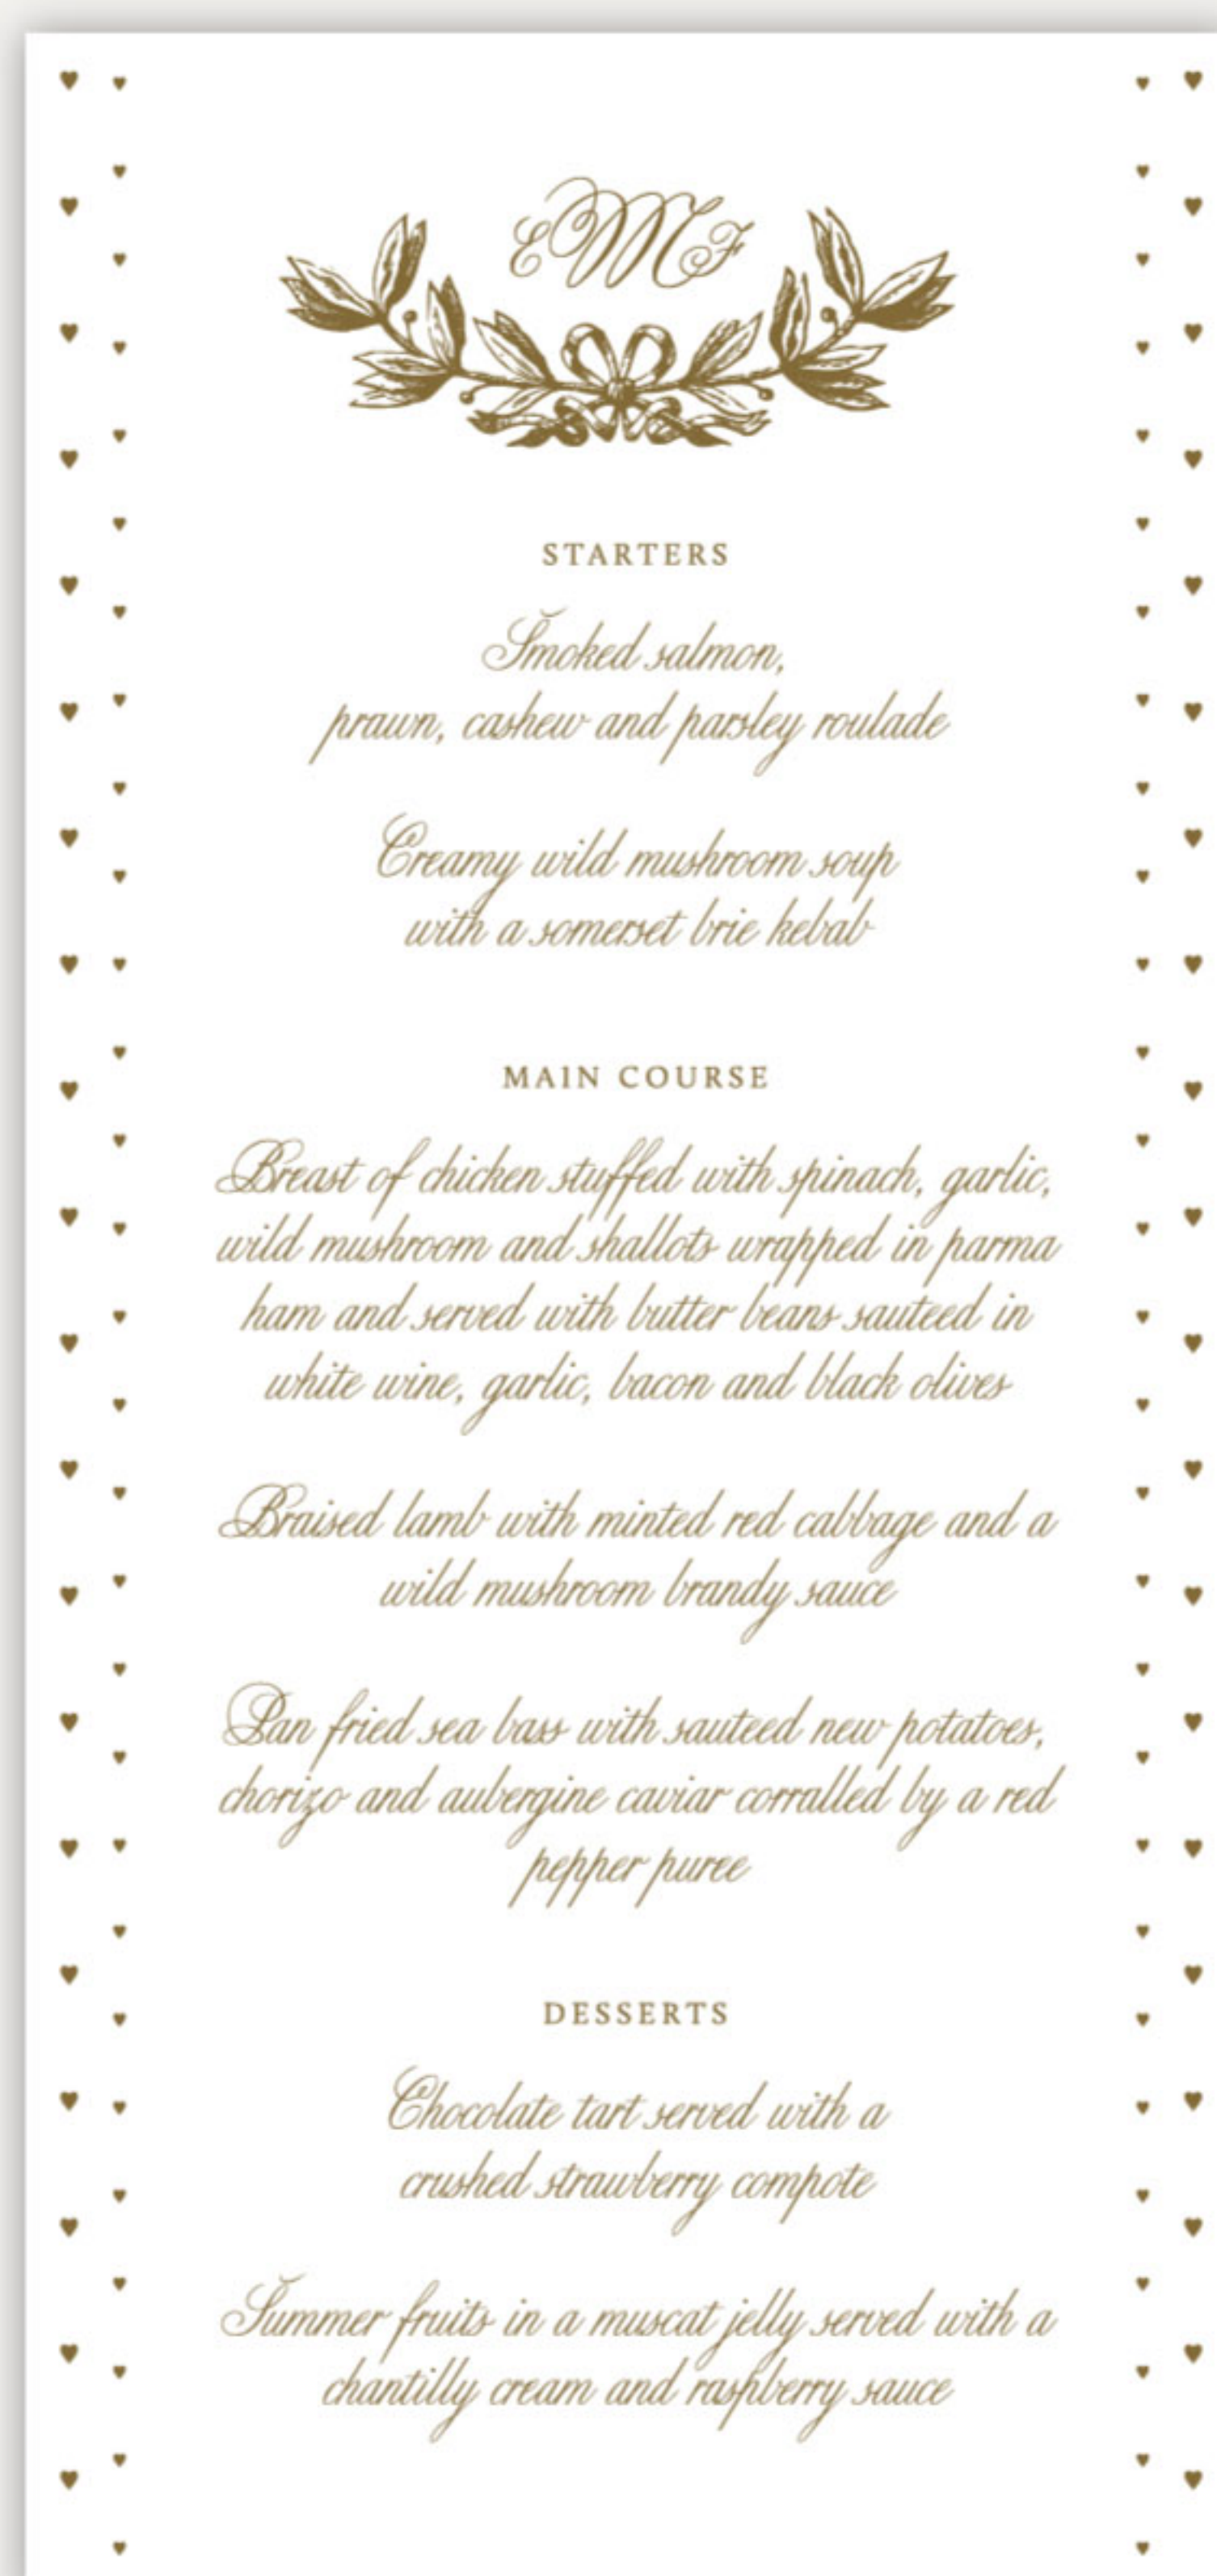 EMF
STARTERS
Smoked salmon,
prawn, cashew and parsley roulade
Creamy wild mushroom soup
with a somerset brie kebab
MAIN COURSE
Breast of chicken stuffed with spinach, garlic,
wild mushroom and shallots wrapped in parma
ham and served with butter beans sauteed in
white wine, garlic, bacon and black olives
Braised lamb with minted red cabbage and a
wild mushroom brandy sauce
Pan fried sea bass with sauteed new potatoes,
chorizo and aubergine caviar corralled by a red
pepper puree
DESSERTS
Chocolate tart served with a
crushed strawberry compote
Summer fruits in a muscat jelly served with a
chantilly cream and raspberry sauce